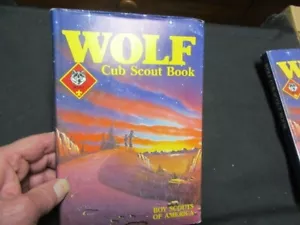 WOLF
Cub Scout Book
BOY SCOUTS
OF AMERICA
W